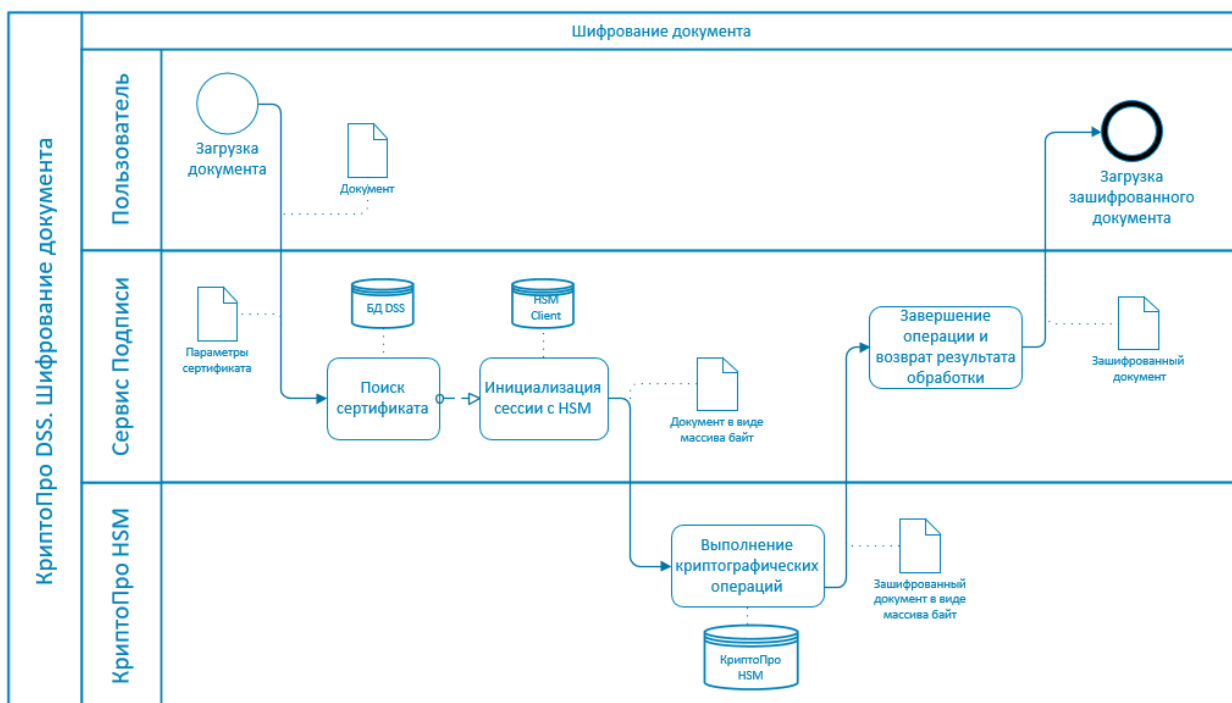 КриптоПро DSS. Шифрование документа
Шифрование документа
Пользователь
Загрузка
документа
Документ
Загрузка
зашифрованного
документа
Сервис Подписи
Параметры
сертификата
БД DSS
Поиск
сертификата
HSM
Client
Инициализация
сессии с HSM
Документ в виде
массива байт
Завершение
операции и
возврат результата
обработки
Зашифрованный
документ
КриптоПро HSM
Выполнение
криптографических
операций
КриптоПро
HSM
Зашифрованный
документ в виде
массива байт